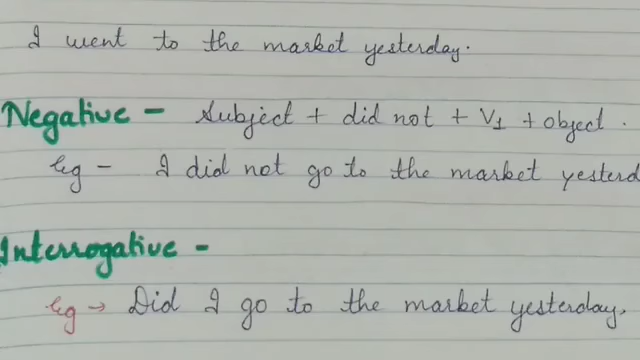 I went to the market yesterday.
Negative - Subject + did not + V1 + object.
Eg - I did not go to the market yesterd
Interrogative -
Eg → Did I go to the market yesterday,